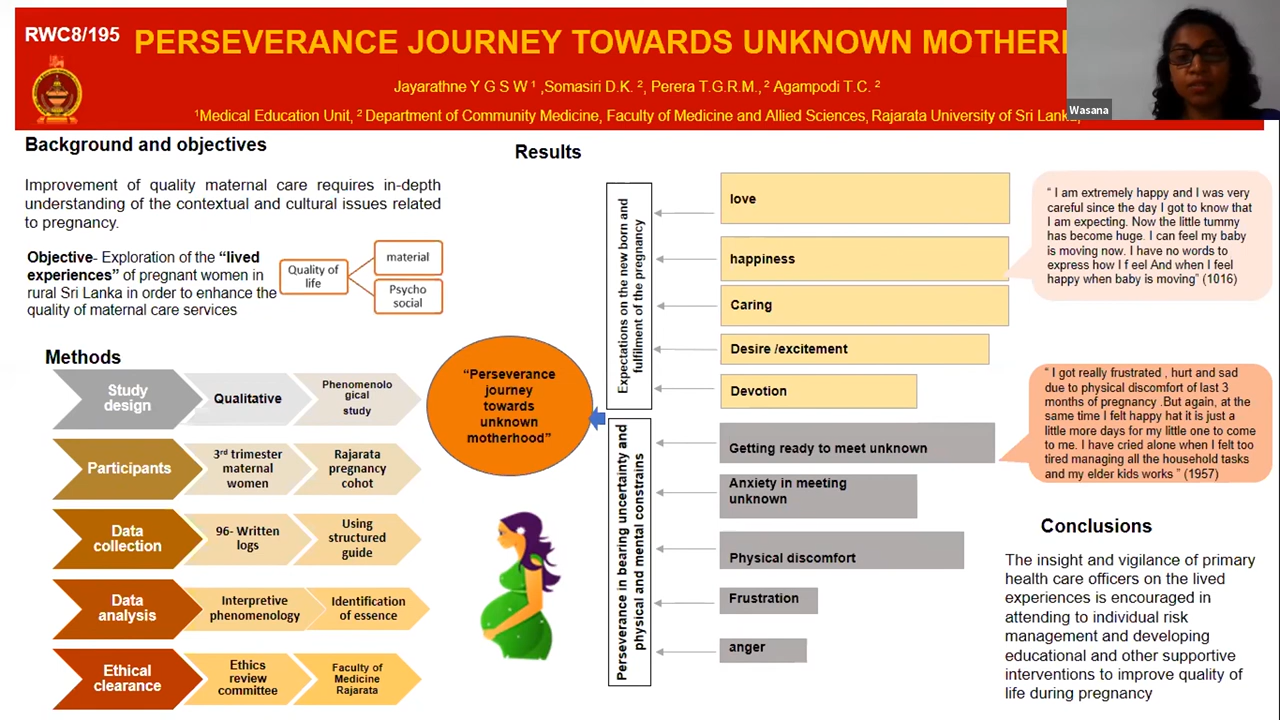 RWC8/195
PERSEVERANCE JOURNEY TOWARDS UNKNOWN
Jayarathne Y G S W ¹ ,Somasiri D.K. ², Perera T.G.R.M., ² Agampodi T.C. ²
¹Medical Education Unit, ² Department of Community Medicine, Faculty of Medicine and Allied Sciences, Rajarata University of Sri Lanka,
Wasana
Background and objectives
Improvement of quality maternal care requires in-depth
understanding of the contextual and cultural issues related
to pregnancy.
Objective- Exploration of the “lived
experiences” of pregnant women in
rural Sri Lanka in order to enhance the
quality of maternal care services
Quality of
life
material
Psycho
social
Methods
Study
design
Qualitative
Phenomenolo
gical
study
Participants
3rd trimester
maternal
women
Rajarata
pregnancy
cohot
Data
collection
96- Written
logs
Using
structured
guide
Data
analysis
Interpretive
phenomenology
Identification
of essence
Ethical
clearance
Ethics
review
committee
Faculty of
Medicine
Rajarata
“Perseverance
journey
towards
unknown
motherhood”
Results
Expectations on the new born and
fulfilment of the pregnancy
love
happiness
Caring
Desire /excitement
Devotion
Perseverance in bearing uncertainty and
physical and mental constrains
Getting ready to meet unknown
Anxiety in meeting
unknown
Physical discomfort
Frustration
anger
“ I am extremely happy and I was very
careful since the day I got to know that
I am expecting. Now the little tummy
has become huge. I can feel my baby
is moving now. I have no words to
express how I f eel And when I feel
happy when baby is moving” (1016)
“ I got really frustrated , hurt and sad
due to physical discomfort of last 3
months of pregnancy .But again, at the
same time I felt happy hat it is just a
little more days for my little one to come
to me. I have cried alone when I felt too
tired managing all the household tasks
and my elder kids works ” (1957)
Conclusions
The insight and vigilance of primary
health care officers on the lived
experiences is encouraged in
attending to individual risk
management and developing
educational and other supportive
interventions to improve quality of
life during pregnancy